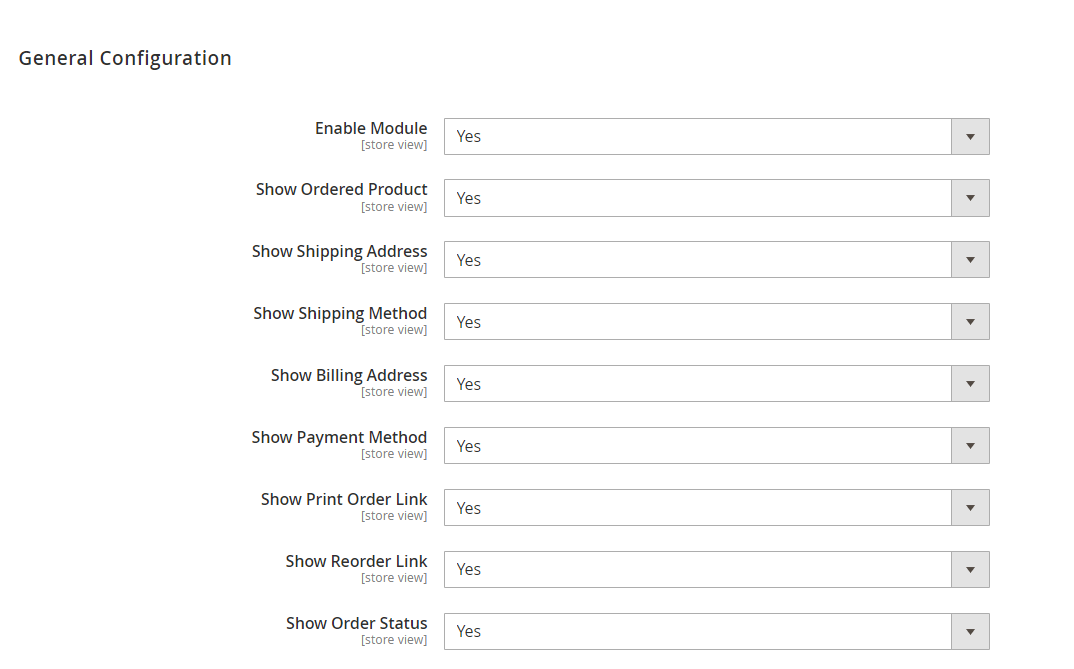 General Configuration
Enable Module
[store view]
Yes
Show Ordered Product
[store view]
Yes
Show Shipping Address
[store view]
Yes
Show Shipping Method
[store view]
Yes
Show Billing Address
[store view]
Yes
Show Payment Method
[store view]
Yes
Show Print Order Link
[store view]
Yes
Show Reorder Link
[store view]
Yes
Show Order Status
[store view]
Yes